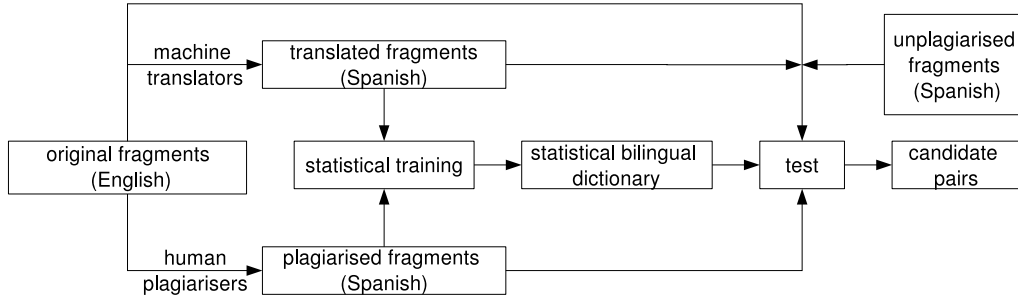 machine
translators
translated fragments
(Spanish)
unplagiarised
fragments
(Spanish)
original fragments
(English)
statistical training
statistical bilingual
dictionary
test
candidate
pairs
human
plagiarisers
plagiarised fragments
(Spanish)